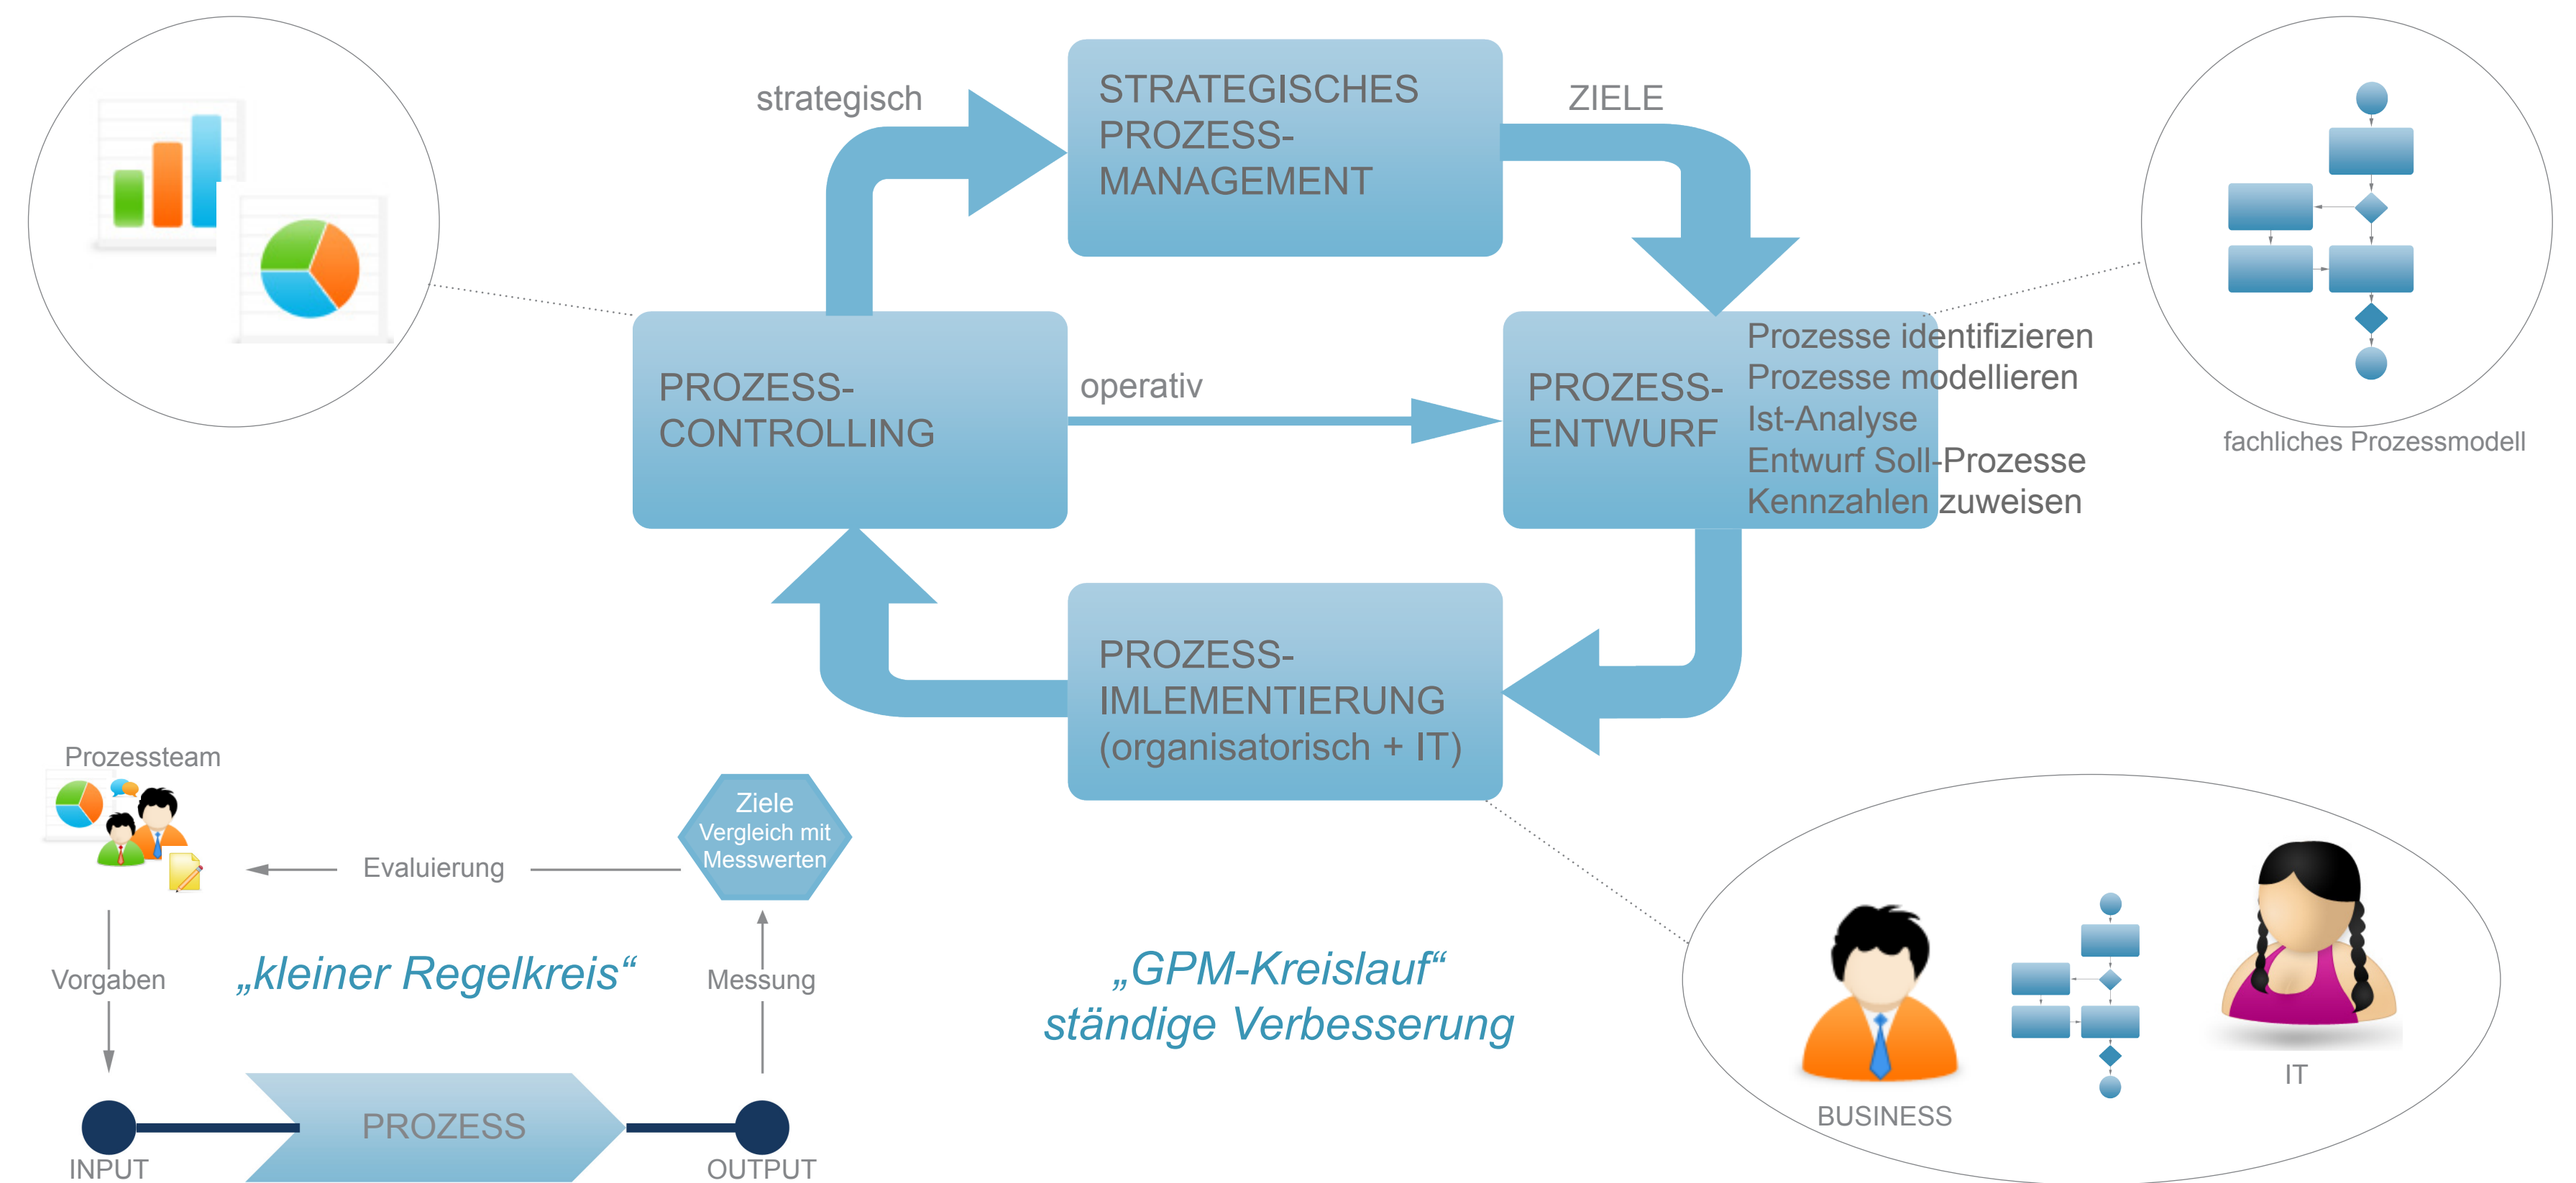 strategisch
STRATEGISCHES
PROZESS-
MANAGEMENT
ZIELE
PROZESS-
CONTROLLING
operativ
PROZESS-
ENTWURF
Prozesse identifizieren
Prozesse modellieren
Ist-Analyse
Entwurf Soll-Prozesse
Kennzahlen zuweisen
fachliches Prozessmodell
PROZESS-
IMLEMENTIERUNG
(organisatorisch + IT)
Prozessteam
Ziele
Vergleich mit
Messwerten
Evaluierung
Vorgaben
„kleiner Regelkreis“
Messung
„GPM-Kreislauf“
ständige Verbesserung
PROZESS
INPUT
OUTPUT
BUSINESS
IT